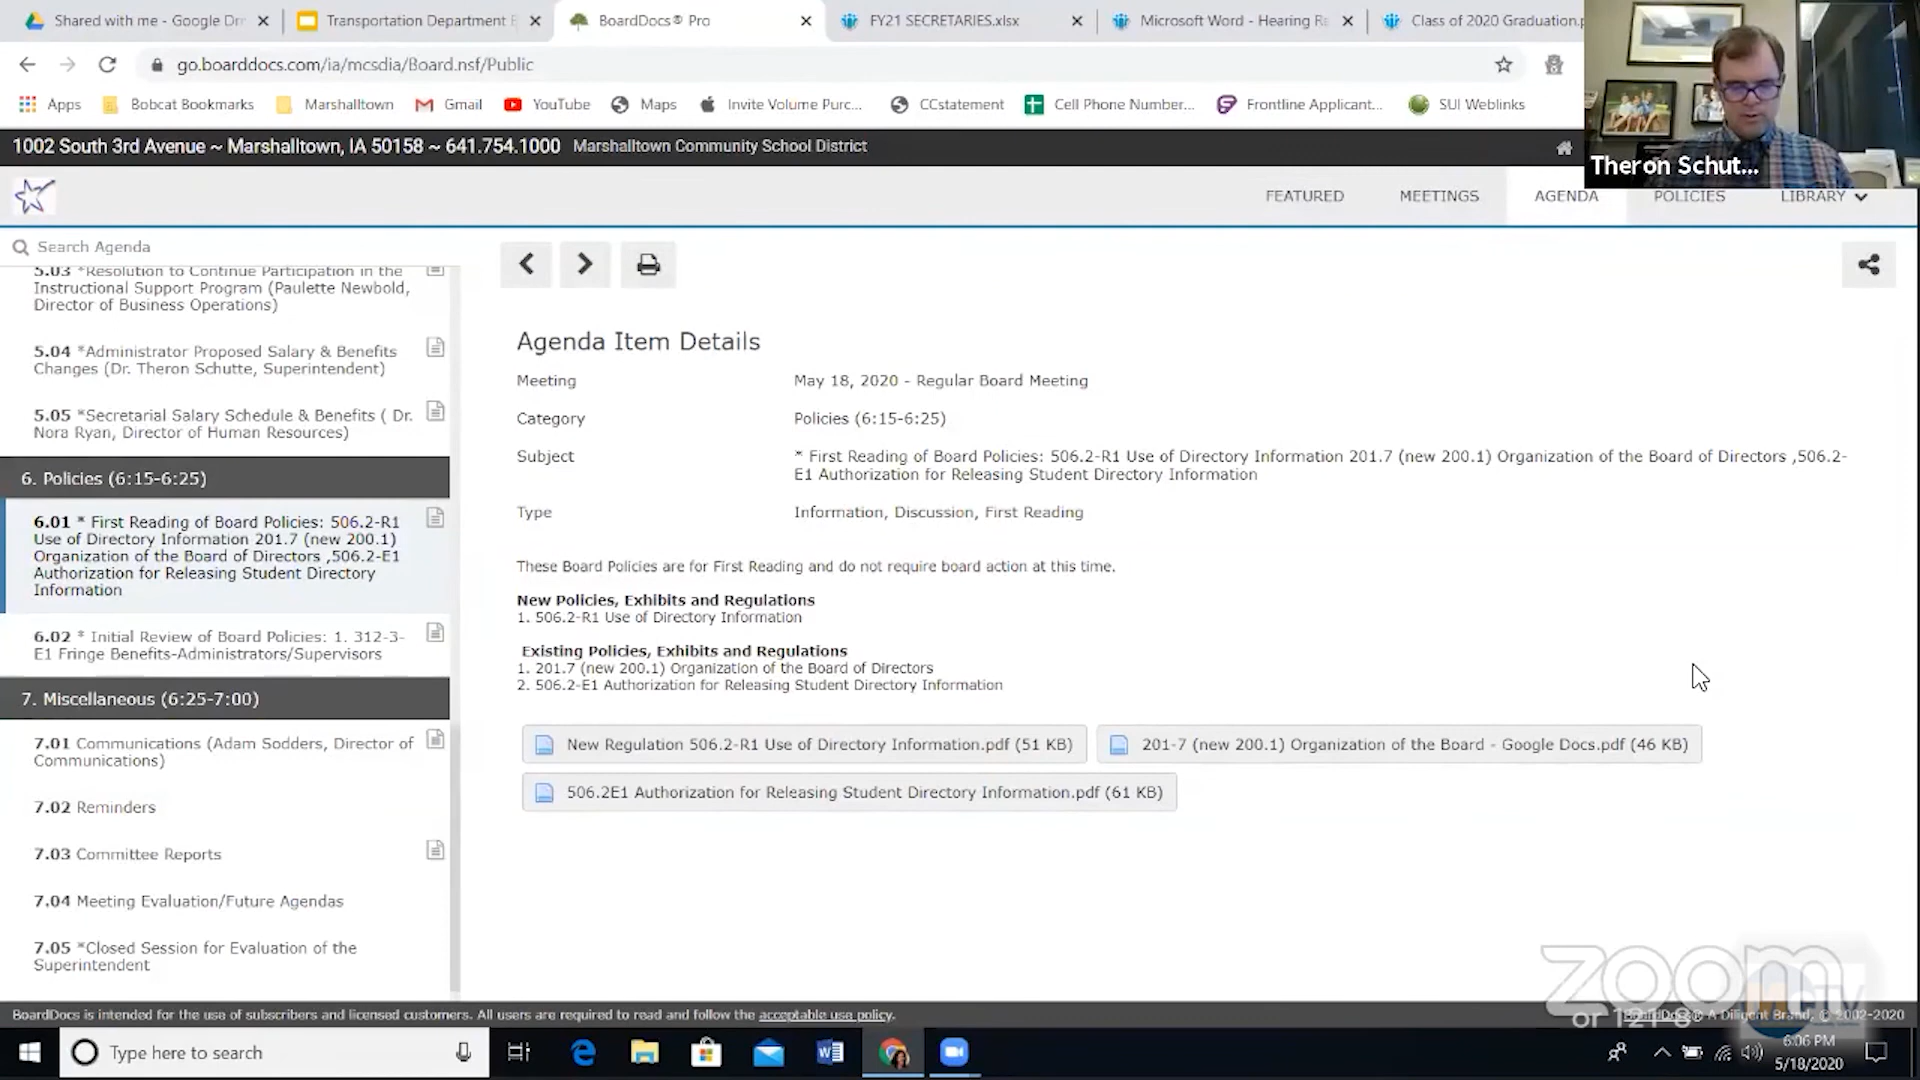 Shared with me - Google Dr
Transportation Department
BoardDocs® Pro
FY21 SECRETARIES.xlsx
Microsoft Word - Hearing R
Class of 2020 Graduation.p
go.boarddocs.com/ia/mcsdia/Board.nsf/Public
Apps
Bobcat Bookmarks
Marshalltown
Gmail
YouTube
Maps
Invite Volume Purc...
CCstatement
Cell Phone Number...
Frontline Applicant...
SUI Weblinks
1002 South 3rd Avenue ~ Marshalltown, IA 50158 ~ 641.754.1000 Marshalltown Community School District
Theron Schut...
FEATURED
MEETINGS
AGENDA
POLICIES
LIBRARY
Search Agenda
5.03 *Resolution to Continue Participation in the
Instructional Support Program (Paulette Newbold,
Director of Business Operations)
5.04 *Administrator Proposed Salary & Benefits
Changes (Dr. Theron Schutte, Superintendent)
5.05 *Secretarial Salary Schedule & Benefits ( Dr.
Nora Ryan, Director of Human Resources)
6. Policies (6:15-6:25)
6.01 * First Reading of Board Policies: 506.2-R1
Use of Directory Information 201.7 (new 200.1)
Organization of the Board of Directors ,506.2-E1
Authorization for Releasing Student Directory
Information
6.02 * Initial Review of Board Policies: 1. 312-3-
E1 Fringe Benefits-Administrators/Supervisors
7. Miscellaneous (6:25-7:00)
7.01 Communications (Adam Sodders, Director of
Communications)
7.02 Reminders
7.03 Committee Reports
7.04 Meeting Evaluation/Future Agendas
7.05 *Closed Session for Evaluation of the
Superintendent
Agenda Item Details
Meeting
May 18, 2020 - Regular Board Meeting
Category
Policies (6:15-6:25)
Subject
* First Reading of Board Policies: 506.2-R1 Use of Directory Information 201.7 (new 200.1) Organization of the Board of Directors ,506.2-
E1 Authorization for Releasing Student Directory Information
Type
Information, Discussion, First Reading
These Board Policies are for First Reading and do not require board action at this time.
New Policies, Exhibits and Regulations
1. 506.2-R1 Use of Directory Information
Existing Policies, Exhibits and Regulations
1. 201.7 (new 200.1) Organization of the Board of Directors
2. 506.2-E1 Authorization for Releasing Student Directory Information
New Regulation 506.2-R1 Use of Directory Information.pdf (51 KB)
201-7 (new 200.1) Organization of the Board - Google Docs.pdf (46 KB)
506.2E1 Authorization for Releasing Student Directory Information.pdf (61 KB)
zoom
BoardDocs is intended for the use of subscribers and licensed customers. All users are required to read and follow the acceptable use policy.
BoardDocs® A Diligent Brand, © 2002-2020
Type here to search
6:06 PM
5/18/2020